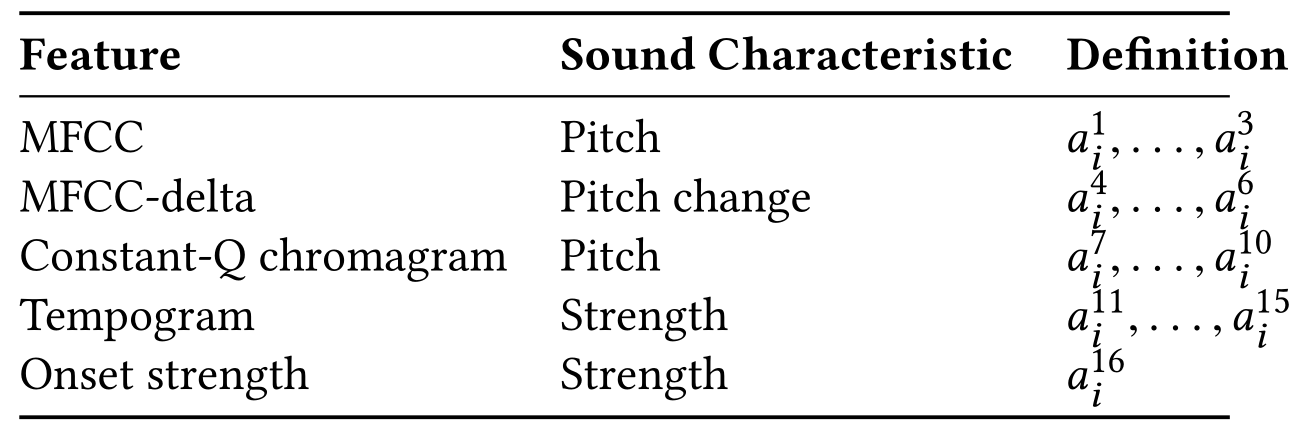 Feature Sound Characteristic Definition
MFCC Pitch $a_i^1, \ldots, a_i^3$
MFCC-delta Pitch change $a_i^4, \ldots, a_i^6$
Constant-Q chromagram Pitch $a_i^7, \ldots, a_i^{10}$
Tempogram Strength $a_i^{11}, \ldots, a_i^{15}$
Onset strength Strength $a_i^{16}$